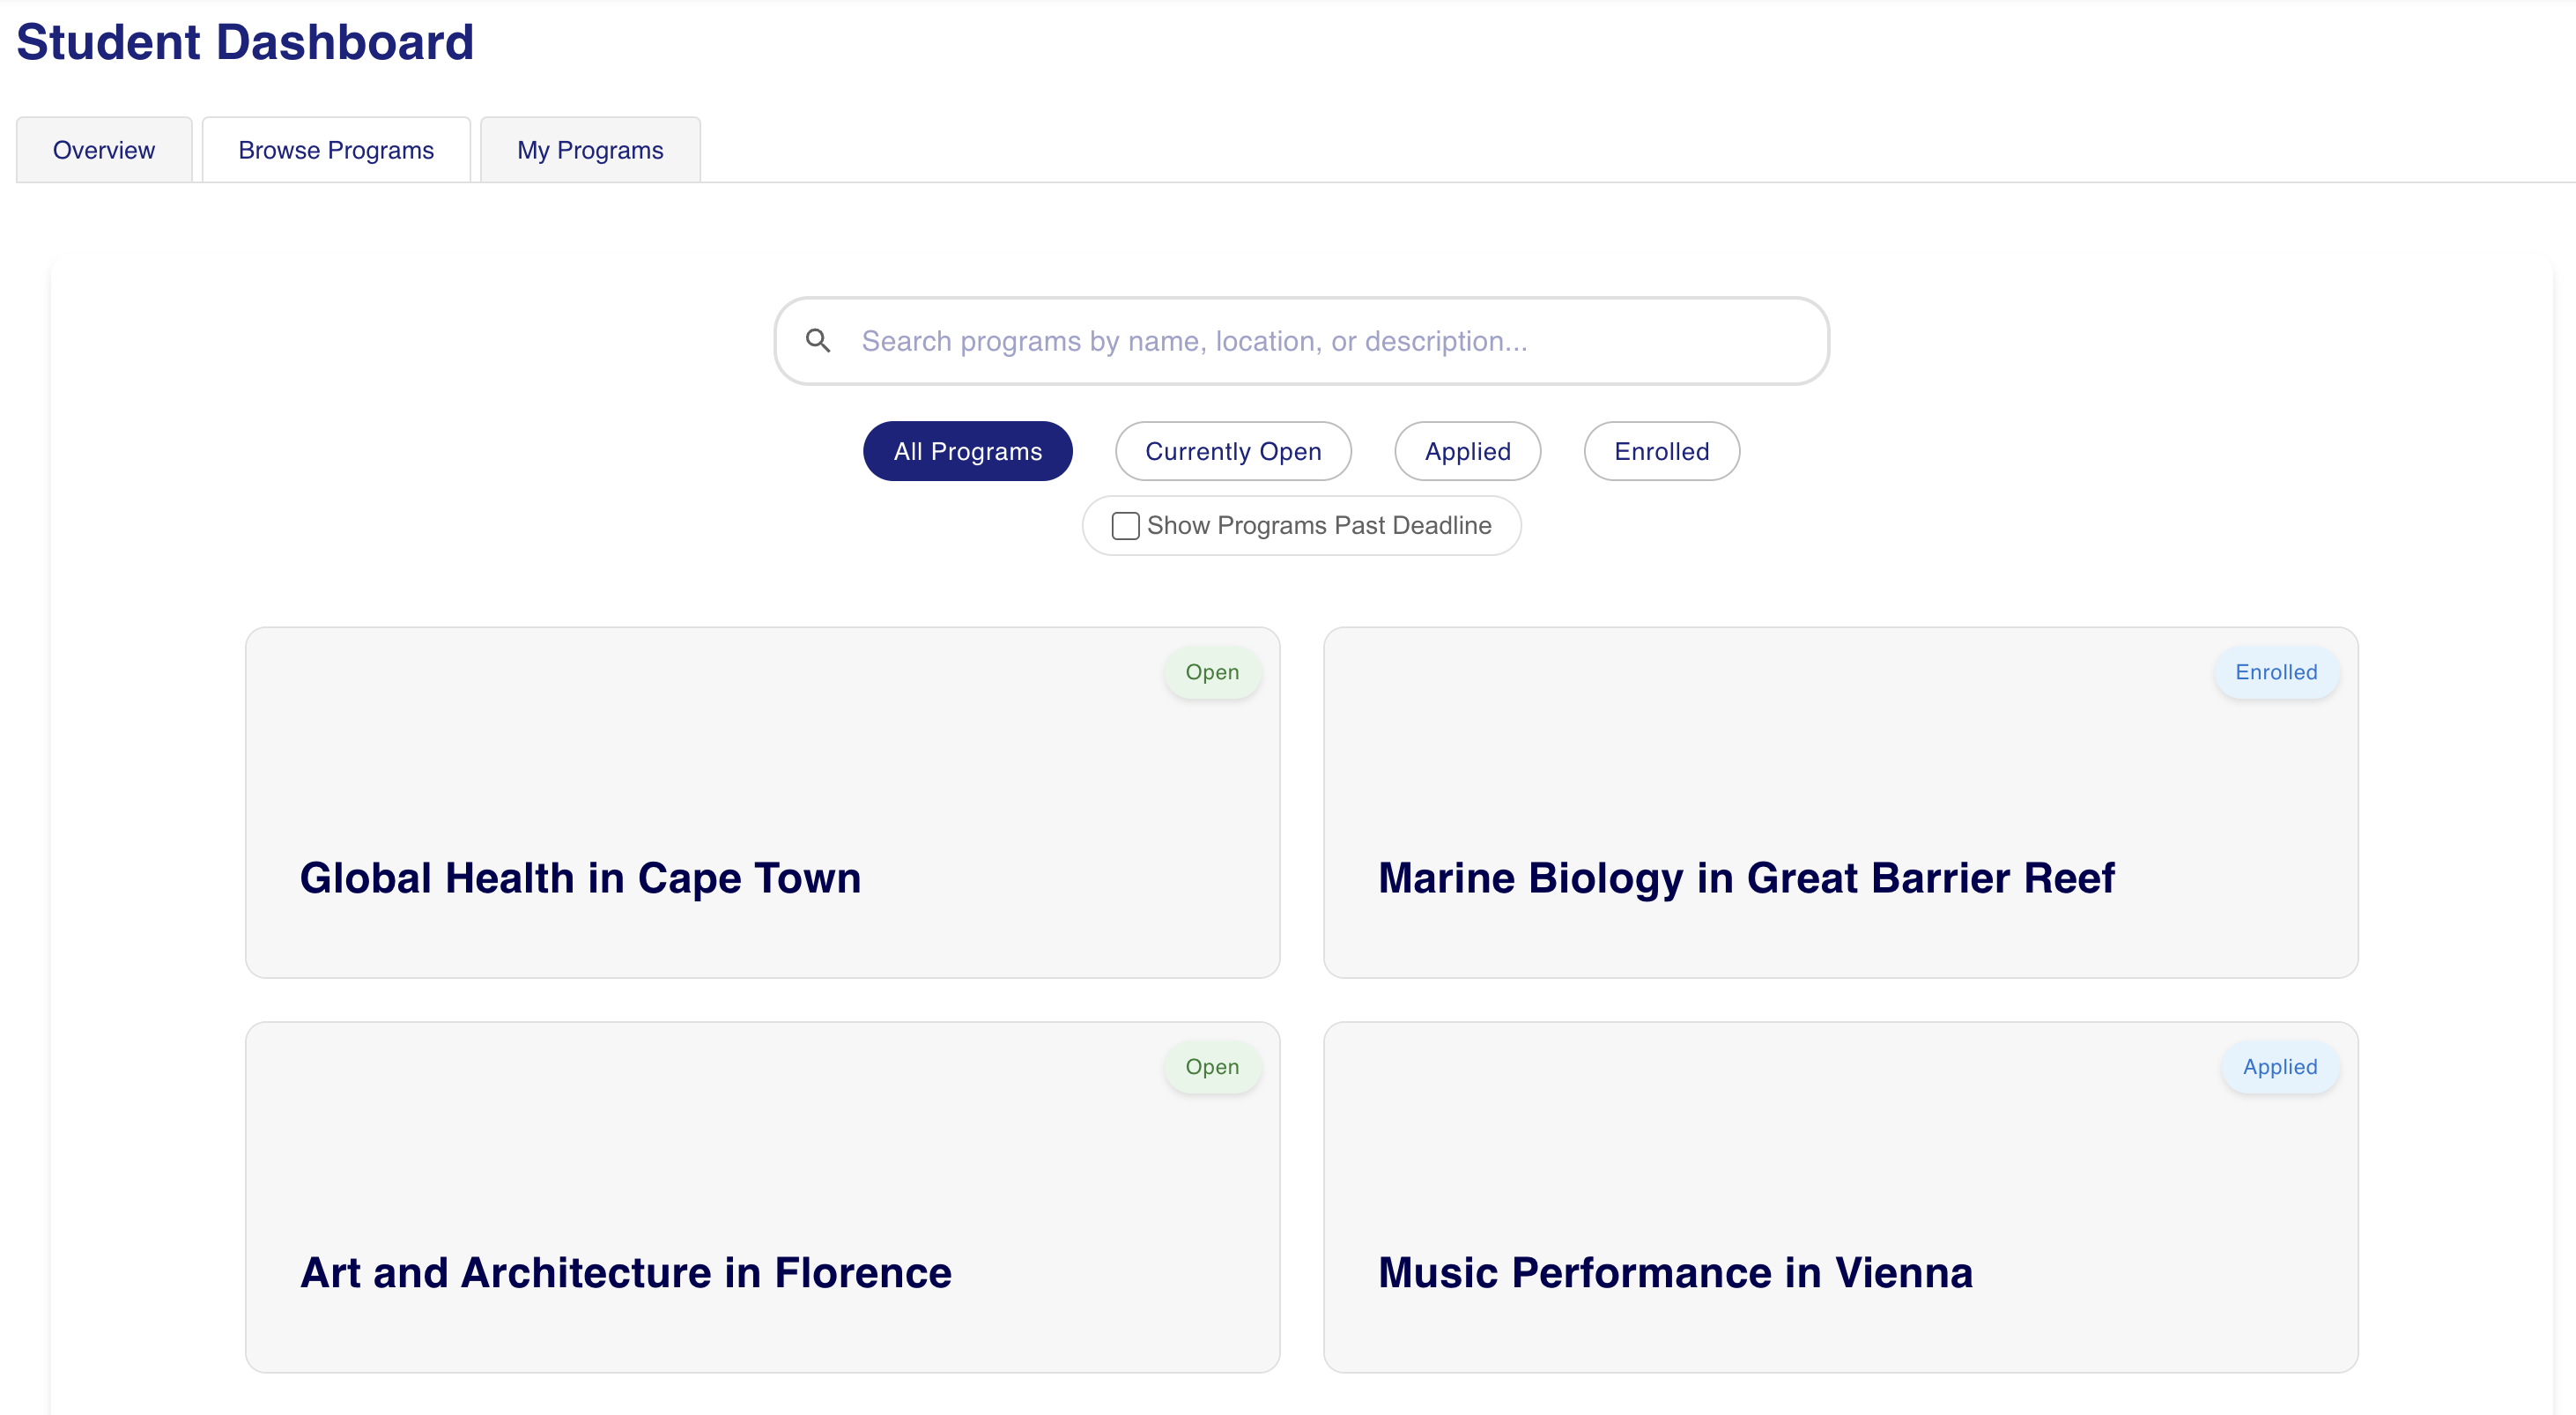 Student Dashboard
Overview
Browse Programs
My Programs
Search programs by name, location, or description...
All Programs
Currently Open
Applied
Enrolled
Show Programs Past Deadline
Open
Global Health in Cape Town
Enrolled
Marine Biology in Great Barrier Reef
Open
Art and Architecture in Florence
Applied
Music Performance in Vienna